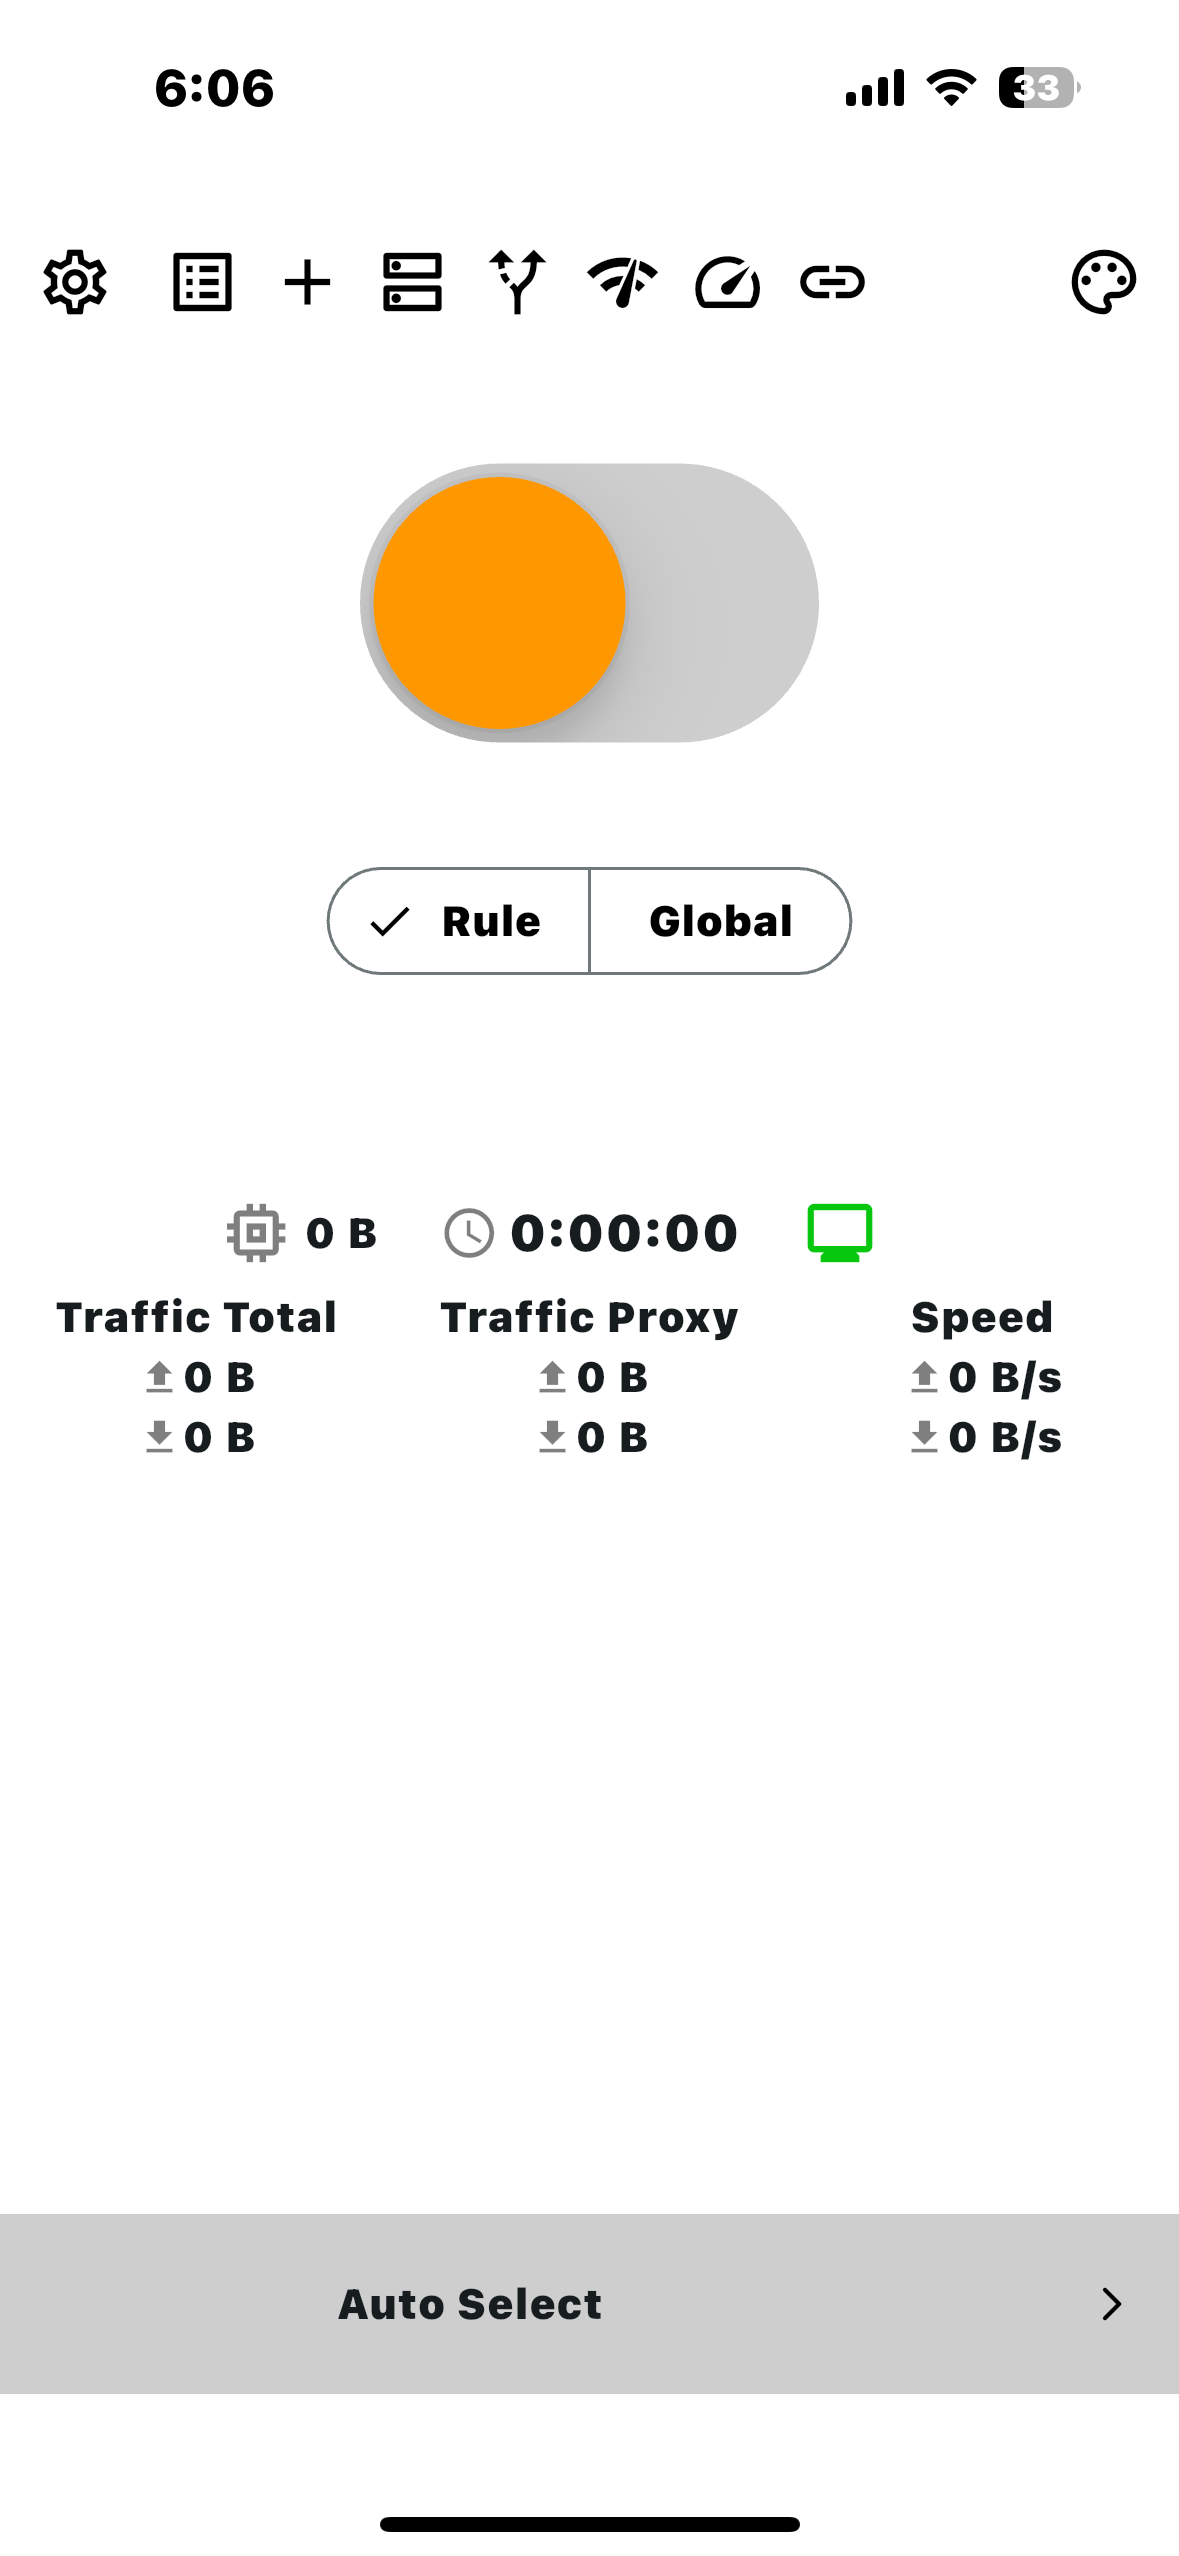 6:06
33
Rule
Global
0 B
0:00:00
Traffic Total
Traffic Proxy
Speed
0 B
0 B
0 B/s
0 B
0 B
0 B/s
Auto Select